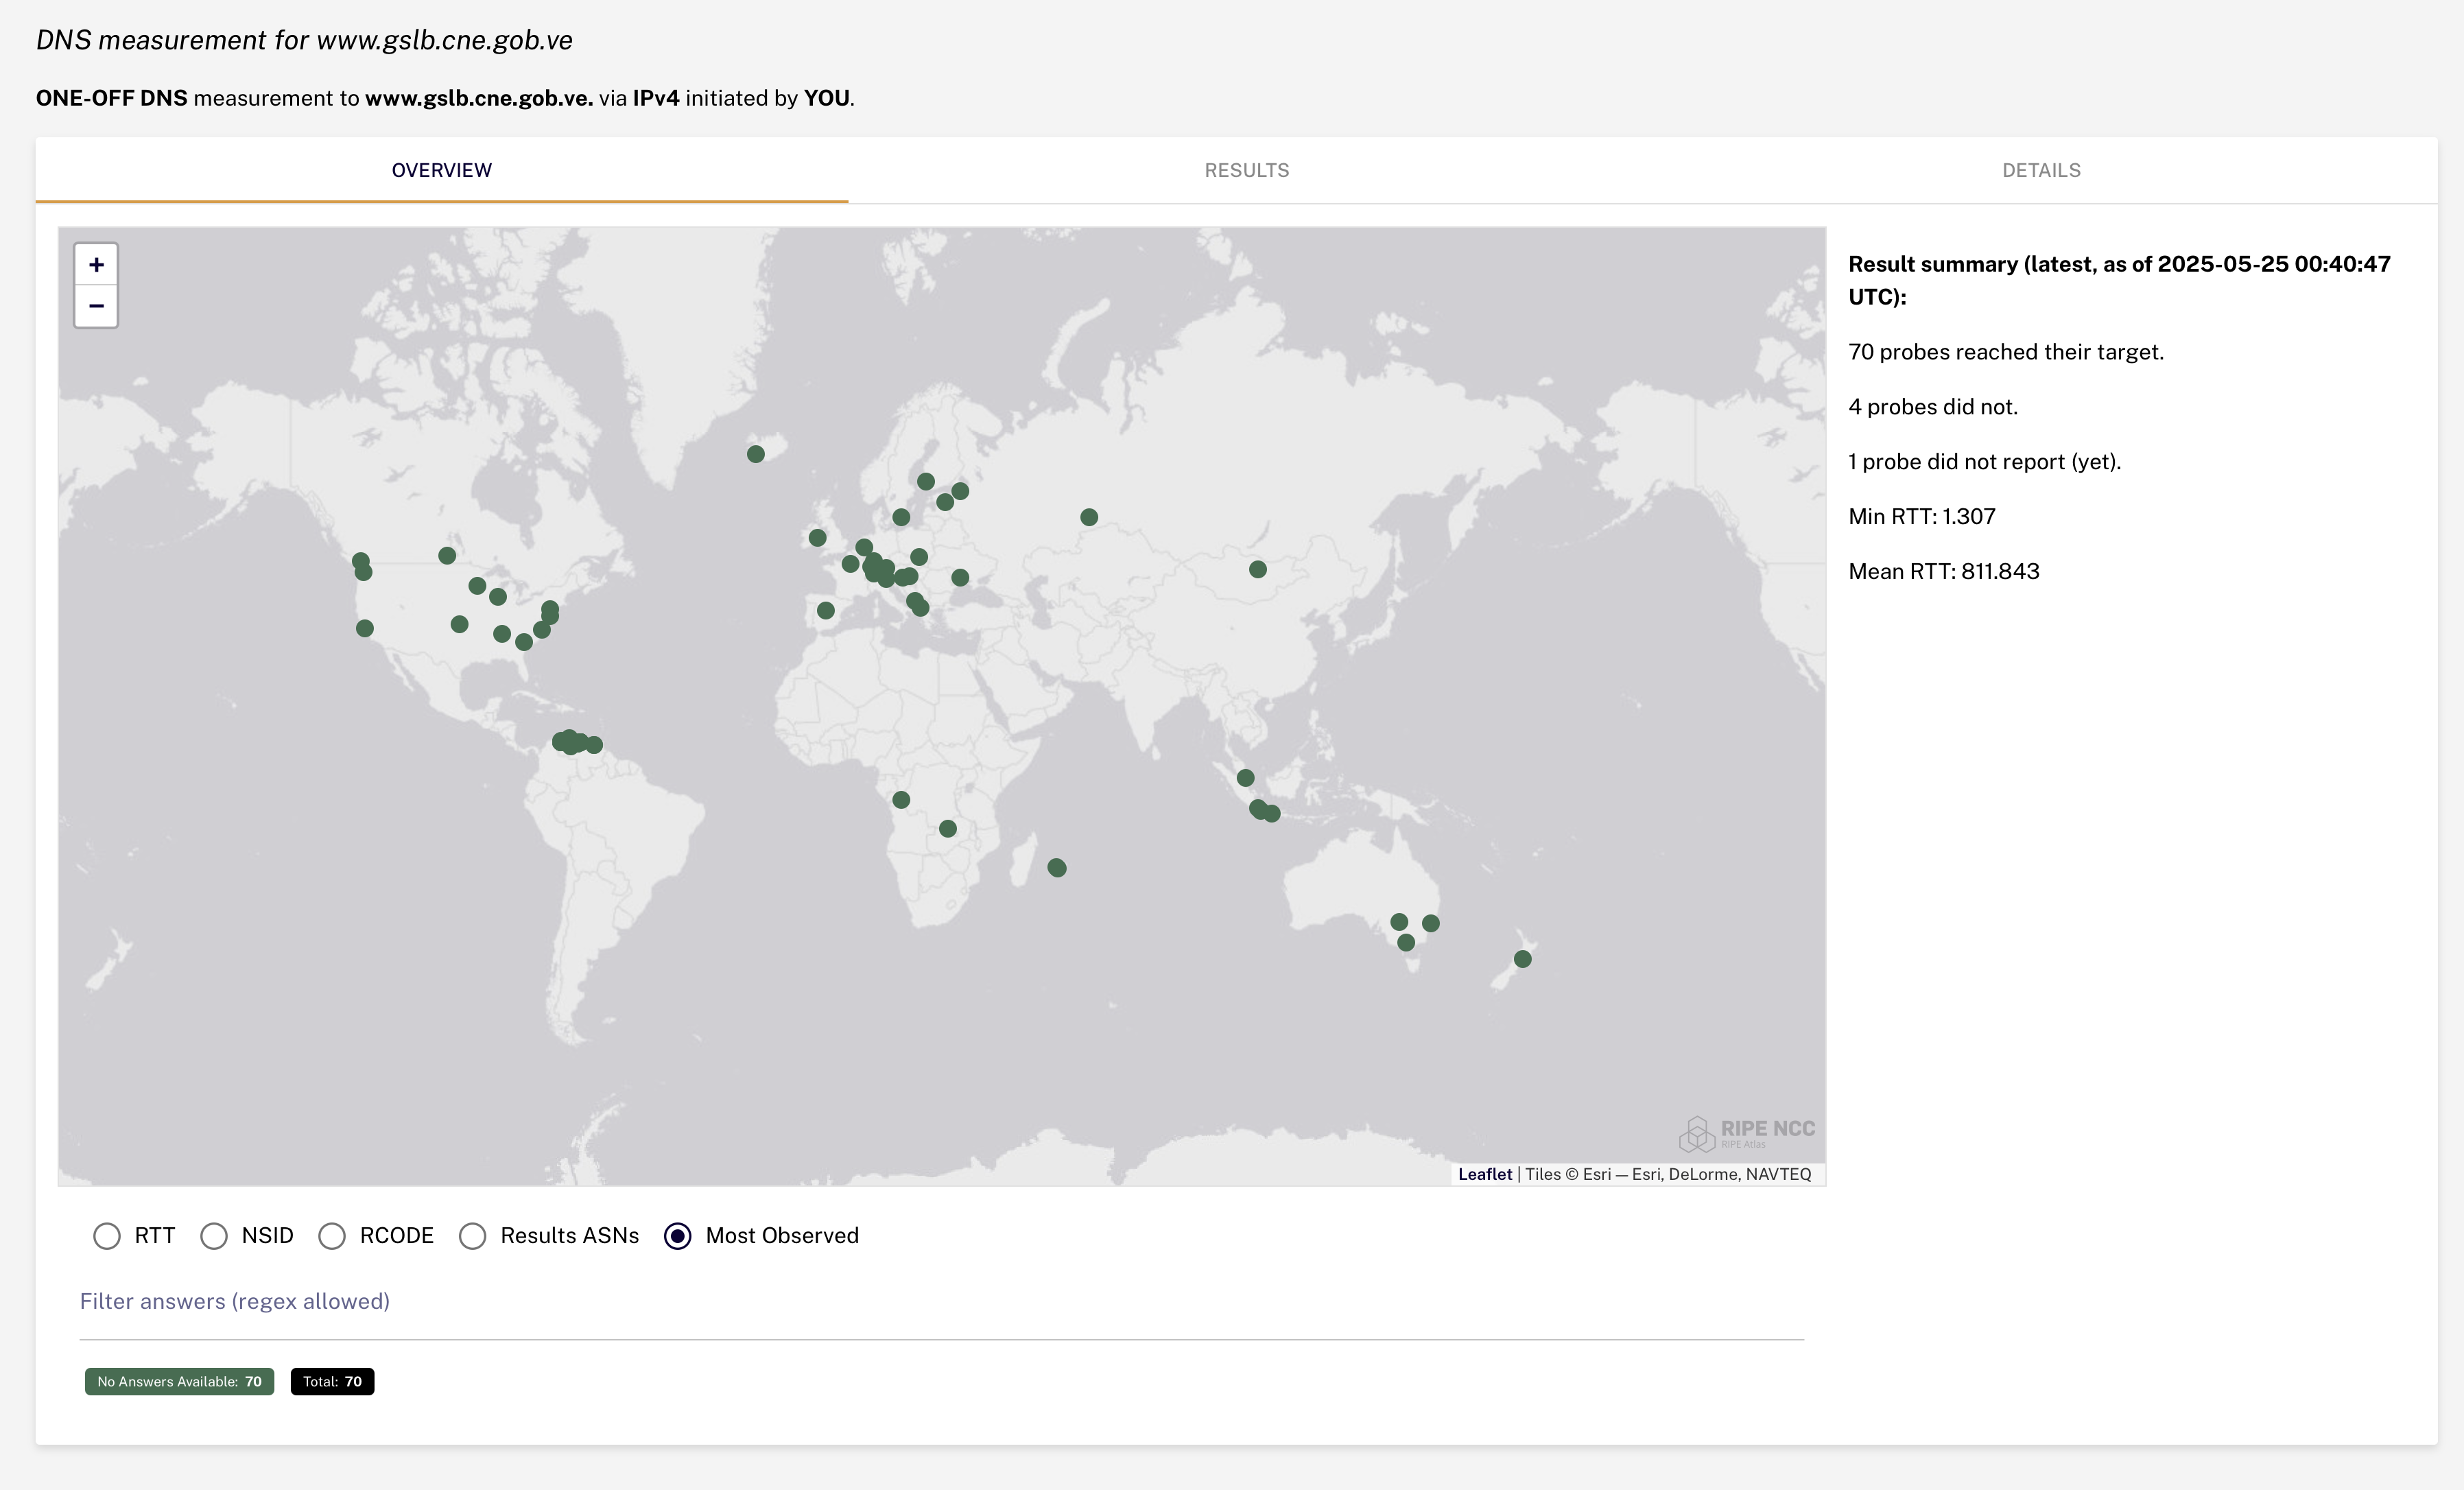 DNS measurement for www.gslb.cne.gob.ve
ONE-OFF DNS measurement to www.gslb.cne.gob.ve. via IPv4 initiated by YOU.
OVERVIEW
RESULTS
DETAILS
+
−
Result summary (latest, as of 2025-05-25 00:40:47
UTC):
70 probes reached their target.
4 probes did not.
1 probe did not report (yet).
Min RTT: 1.307
Mean RTT: 811.843
RIPE NCC
RIPE Atlas
Leaflet | Tiles © Esri — Esri, DeLorme, NAVTEQ
RTT
NSID
RCODE
Results ASNs
Most Observed
Filter answers (regex allowed)
No Answers Available: 70
Total: 70